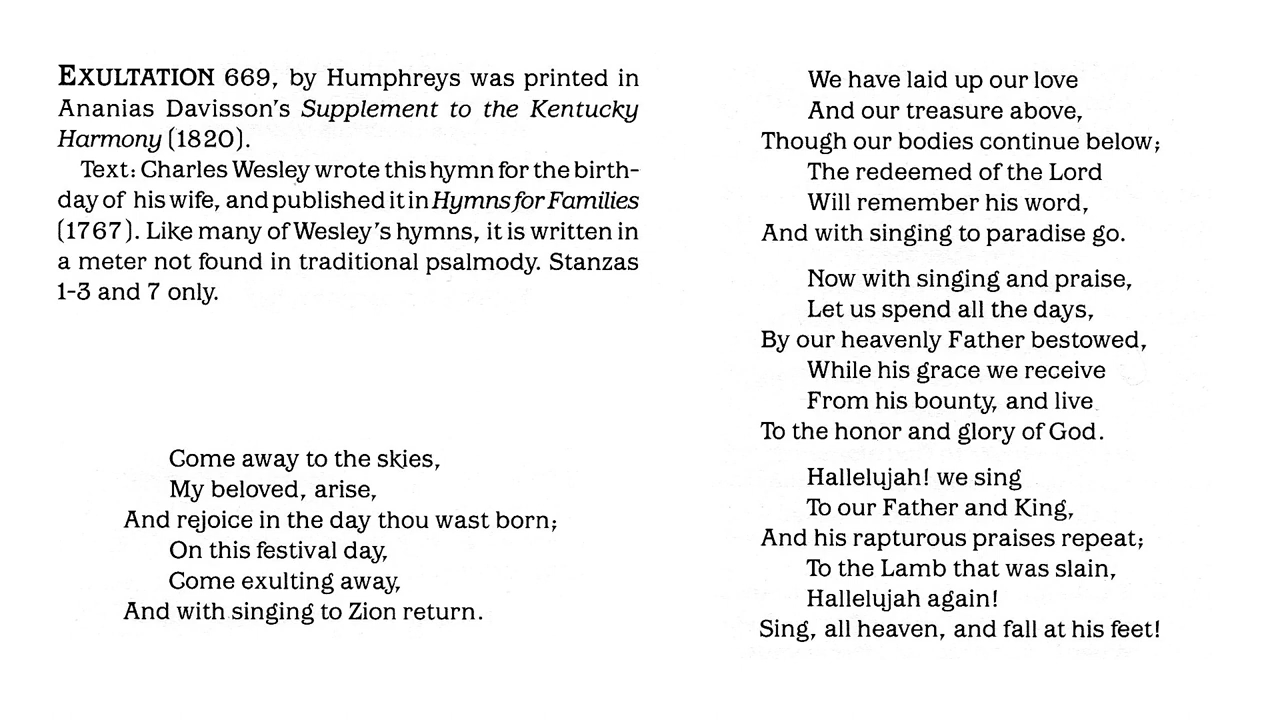 EXULTATION 669, by Humphreys was printed in
Ananias Davisson's Supplement to the Kentucky
Harmony (1820).
Text: Charles Wesley wrote this hymn for the birth-
day of his wife, and published it in Hymns for Families
(1767). Like many of Wesley's hymns, it is written in
a meter not found in traditional psalmody. Stanzas
1-3 and 7 only.
Come away to the skies,
My beloved, arise,
And rejoice in the day thou wast born;
On this festival day,
Come exulting away,
And with singing to Zion return.
We have laid up our love
And our treasure above,
Though our bodies continue below;
The redeemed of the Lord
Will remember his word,
And with singing to paradise go.
Now with singing and praise,
Let us spend all the days,
By our heavenly Father bestowed,
While his grace we receive
From his bounty, and live
To the honor and glory of God.
Hallelujah! we sing
To our Father and King,
And his rapturous praises repeat;
To the Lamb that was slain,
Hallelujah again!
Sing, all heaven, and fall at his feet!